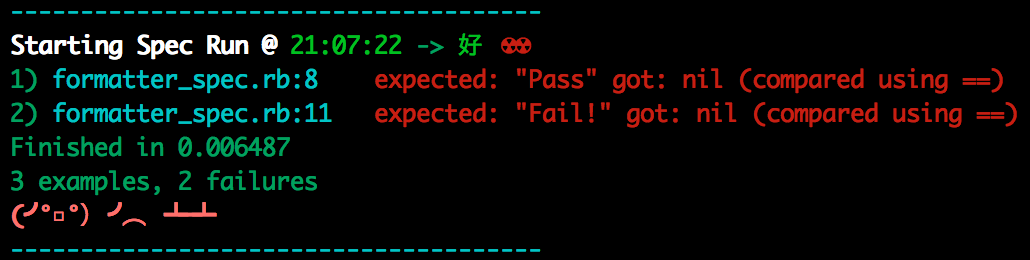 --------------------------------------
Starting Spec Run @ 21:07:22 -> 好 ☢☢
1) formatter_spec.rb:8    expected: "Pass" got: nil (compared using ==)
2) formatter_spec.rb:11   expected: "Fail!" got: nil (compared using ==)
Finished in 0.006487
3 examples, 2 failures
(╯°□°）╯︵ ┻━┻
--------------------------------------